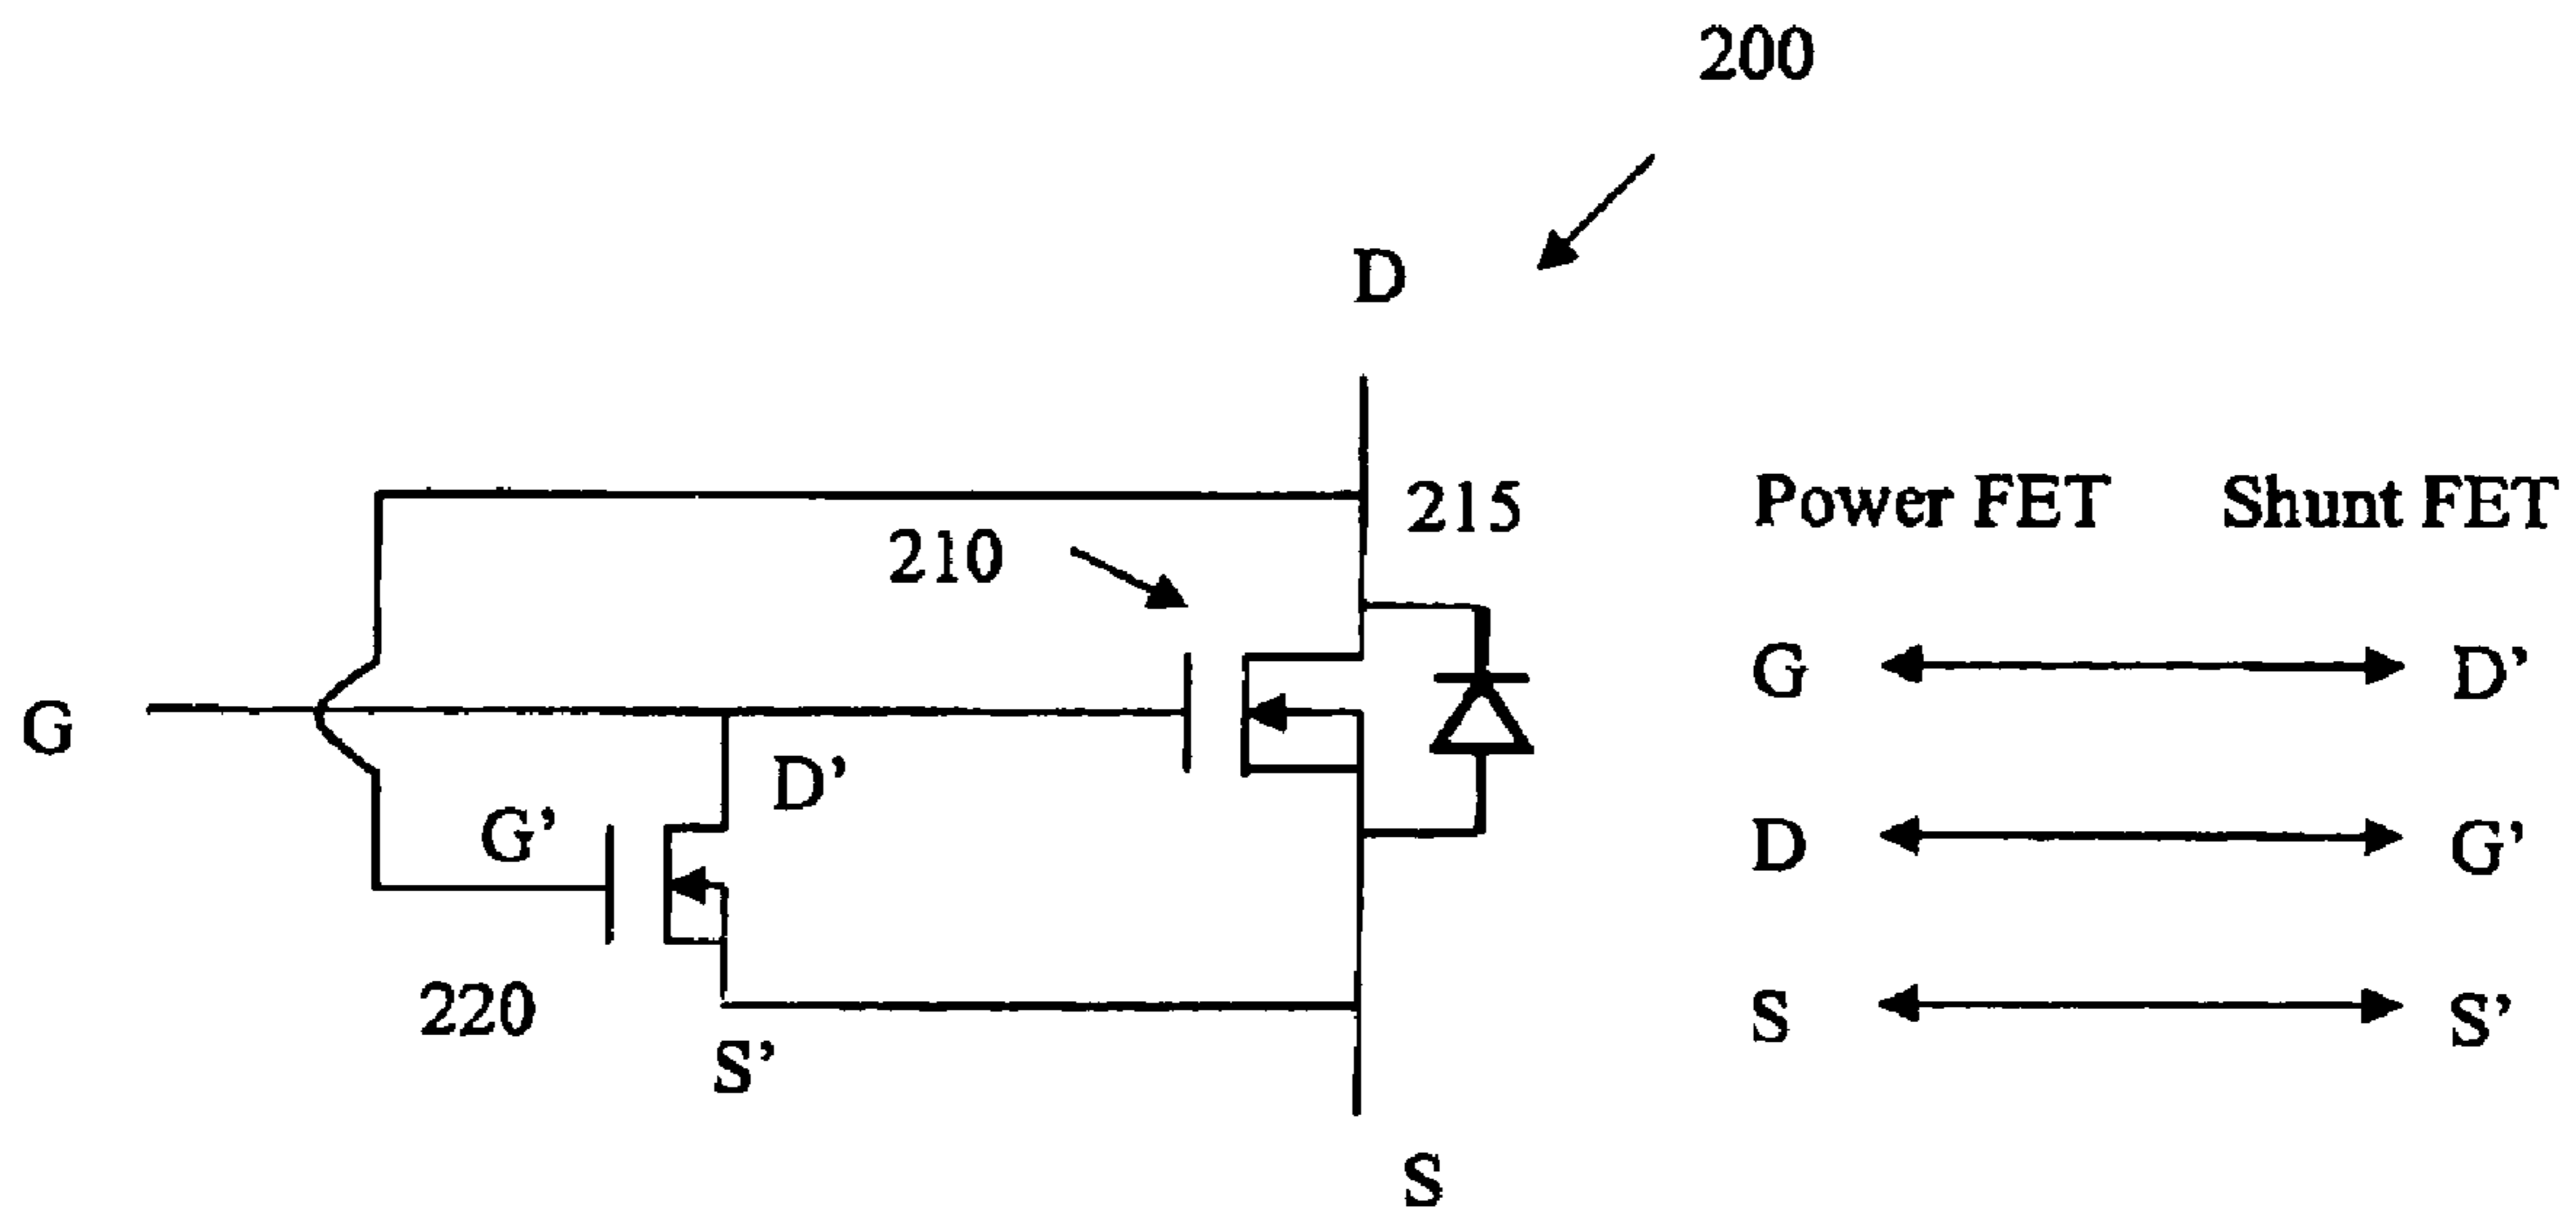 200
D
215
Power FET Shunt FET
210
G D’
G
D’
G’
D G’
220
S S’
S’
S